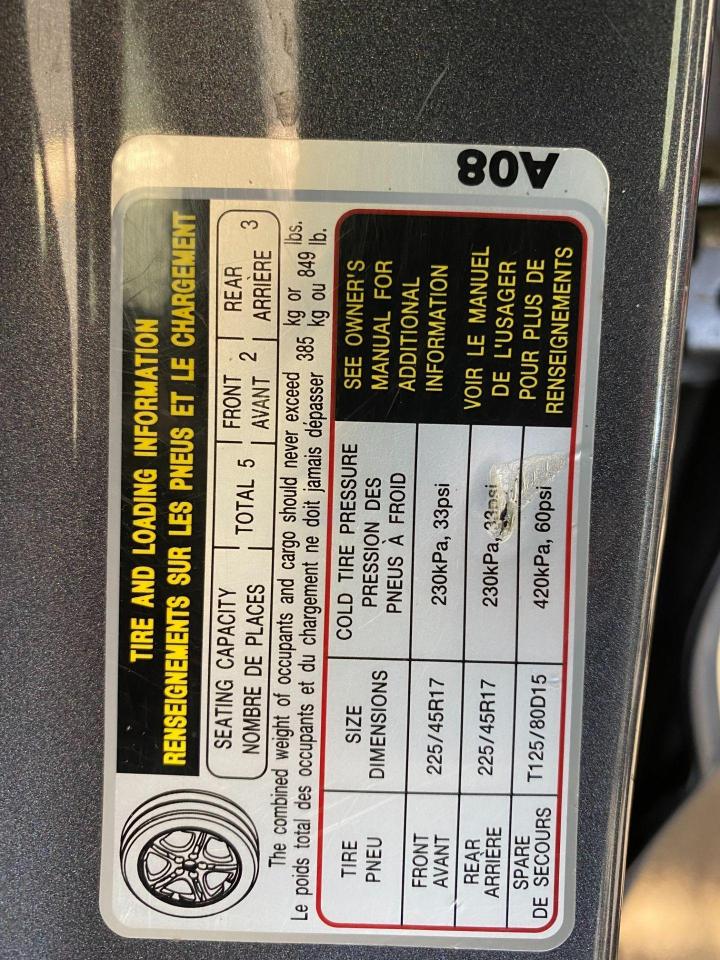 A08
TIRE AND LOADING INFORMATION
RENSEIGNEMENTS SUR LES PNEUS ET LE CHARGEMENT
SEATING CAPACITY
NOMBRE DE PLACES
TOTAL 5
FRONT
AVANT 2
REAR
ARRIÈRE 3
The combined weight of occupants and cargo should never exceed 385 kg or 849 lbs.
Le poids total des occupants et du chargement ne doit jamais dépasser 385 kg ou 849 lb.
TIRE
PNEU
SIZE
DIMENSIONS
COLD TIRE PRESSURE
PRESSION DES
PNEUS À FROID
FRONT
AVANT
225/45R17
230kPa, 33psi
REAR
ARRIÈRE
225/45R17
230kPa, 33psi
SPARE
DE SECOURS
T125/80D15
420kPa, 60psi
SEE OWNER'S
MANUAL FOR
ADDITIONAL
INFORMATION
VOIR LE MANUEL
DE L'USAGER
POUR PLUS DE
RENSEIGNEMENTS